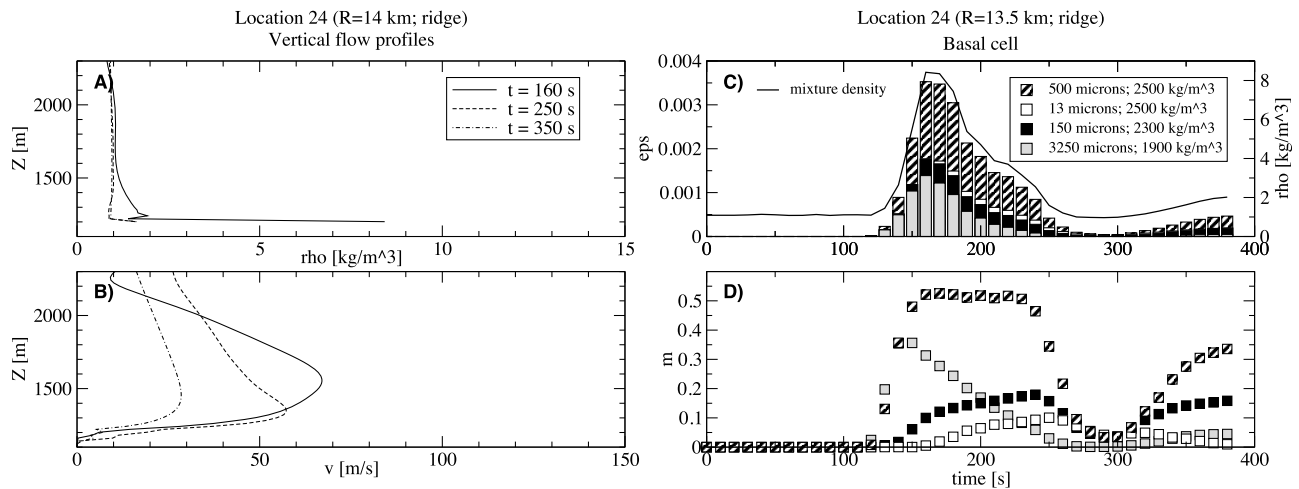 Location 24 (R=14 km; ridge)
Vertical flow profiles
A)
Z [m]
2000
1500
t = 160 s
t = 250 s
t = 350 s
0
5
10
15
rho [kg/m^3]
B)
Z [m]
2000
1500
0
50
100
150
v [m/s]
Location 24 (R=13.5 km; ridge)
Basal cell
C)
eps
0.004
0.003
0.002
0.001
0
mixture density
500 microns; 2500 kg/m^3
13 microns; 2500 kg/m^3
150 microns; 2300 kg/m^3
3250 microns; 1900 kg/m^3
8
6
4
2
0
rho [kg/m^3]
0
100
200
300
400
D)
m
0.5
0.4
0.3
0.2
0.1
0
0
100
200
300
400
time [s]